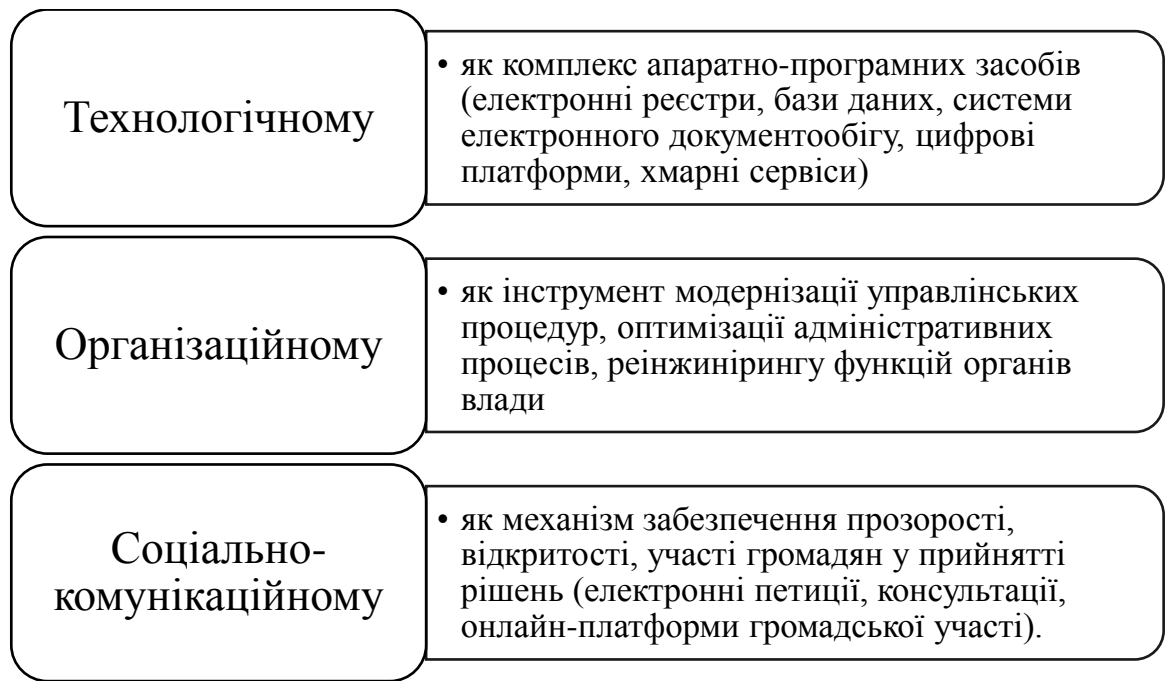 Технологічному
• як комплекс апаратно-програмних засобів
(електронні реєстри, бази даних, системи
електронного документообігу, цифрові
платформи, хмарні сервіси)
Організаційному
• як інструмент модернізації управлінських
процедур, оптимізації адміністративних
процесів, реінжинірингу функцій органів
влади
Соціально-
комунікаційному
• як механізм забезпечення прозорості,
відкритості, участі громадян у прийнятті
рішень (електронні петиції, консультації,
онлайн-платформи громадської участі).